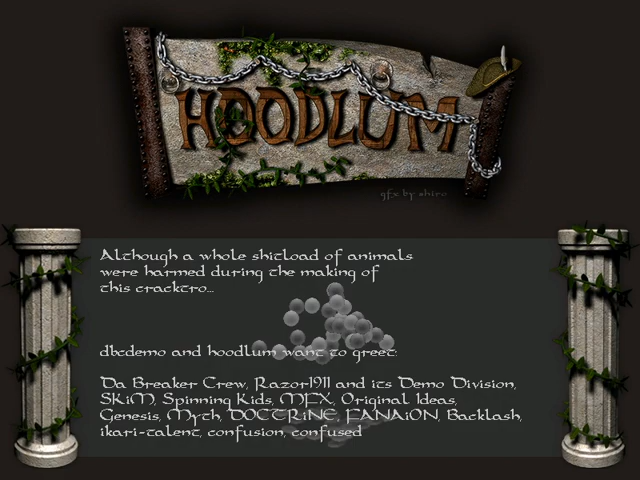 HOODLUM
gfx by shiro
Although a whole shitload of animals
were harmed during the making of
this cracktro...
dbcdemo and hoodlum want to greet:
Da Breaker Crew, Razor1911 and its Demo Division,
SKiM, Spinning Kids, MFX, Original Ideas,
Genesis, Myth, DOCTRiNE, FANAiON, Backlash,
ikari-talent, confusion, confused